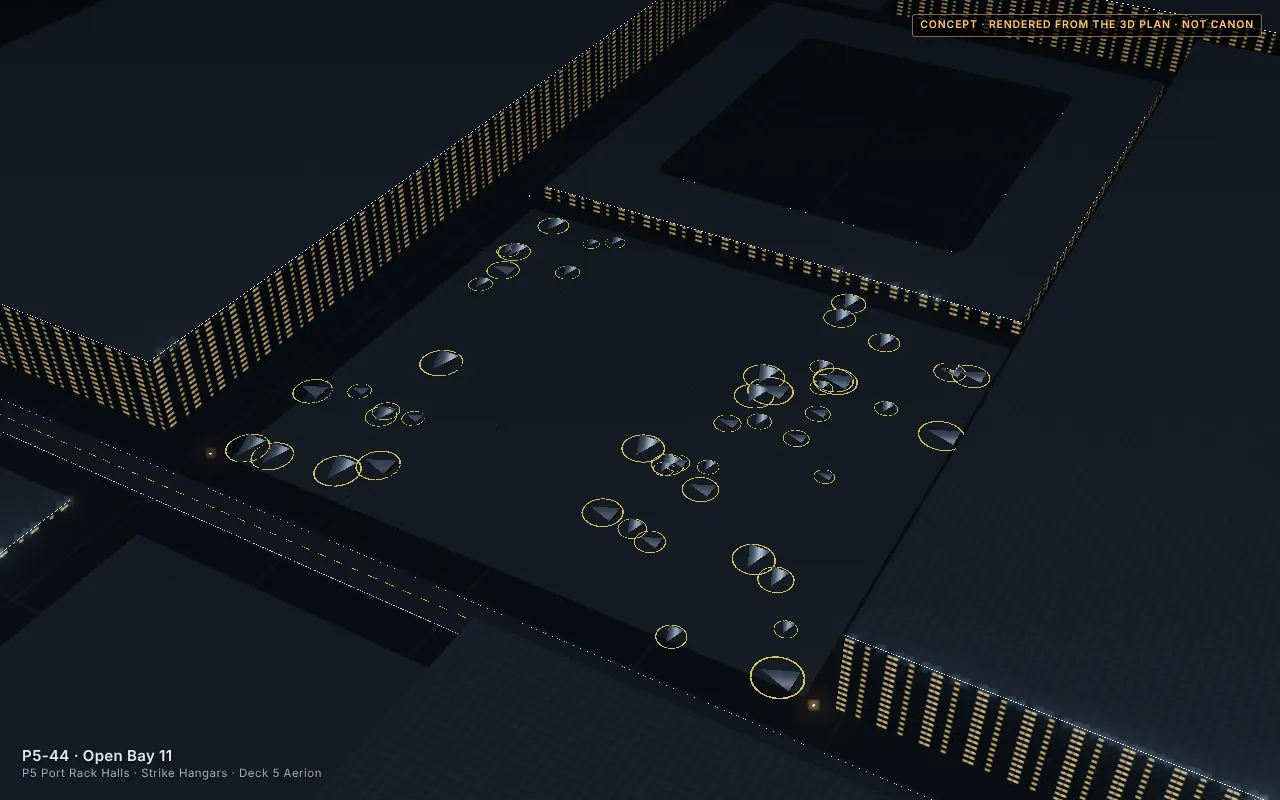 CONCEPT · RENDERED FROM THE 3D PLAN · NOT CANON
P5-44 · Open Bay 11
P5 Port Rack Halls · Strike Hangars · Deck 5 Aerion